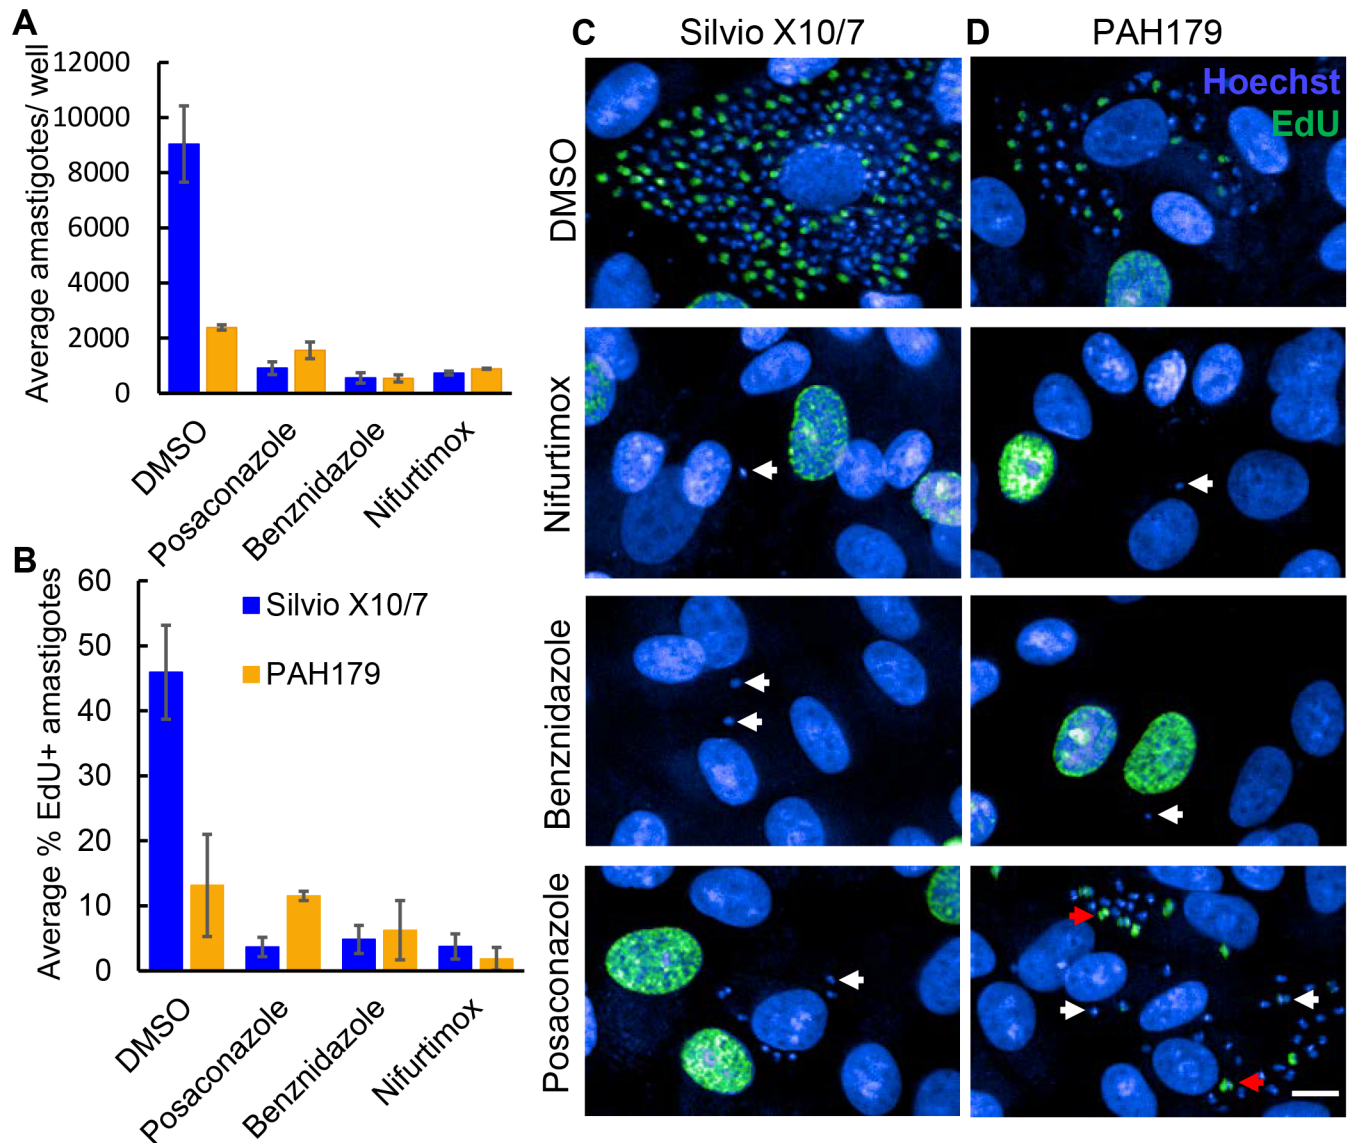 A
Average amastigotes/ well
12000
10000
8000
6000
4000
2000
0
DMSO
Posaconazole
Benznidazole
Nifurtimox
B
Average % EdU+ amastigotes
60
50
40
30
20
10
0
Silvio X10/7
PAH179
DMSO
Posaconazole
Benznidazole
Nifurtimox
C
Silvio X10/7
D
PAH179
Hoechst
EdU
DMSO
Nifurtimox
Benznidazole
Posaconazole